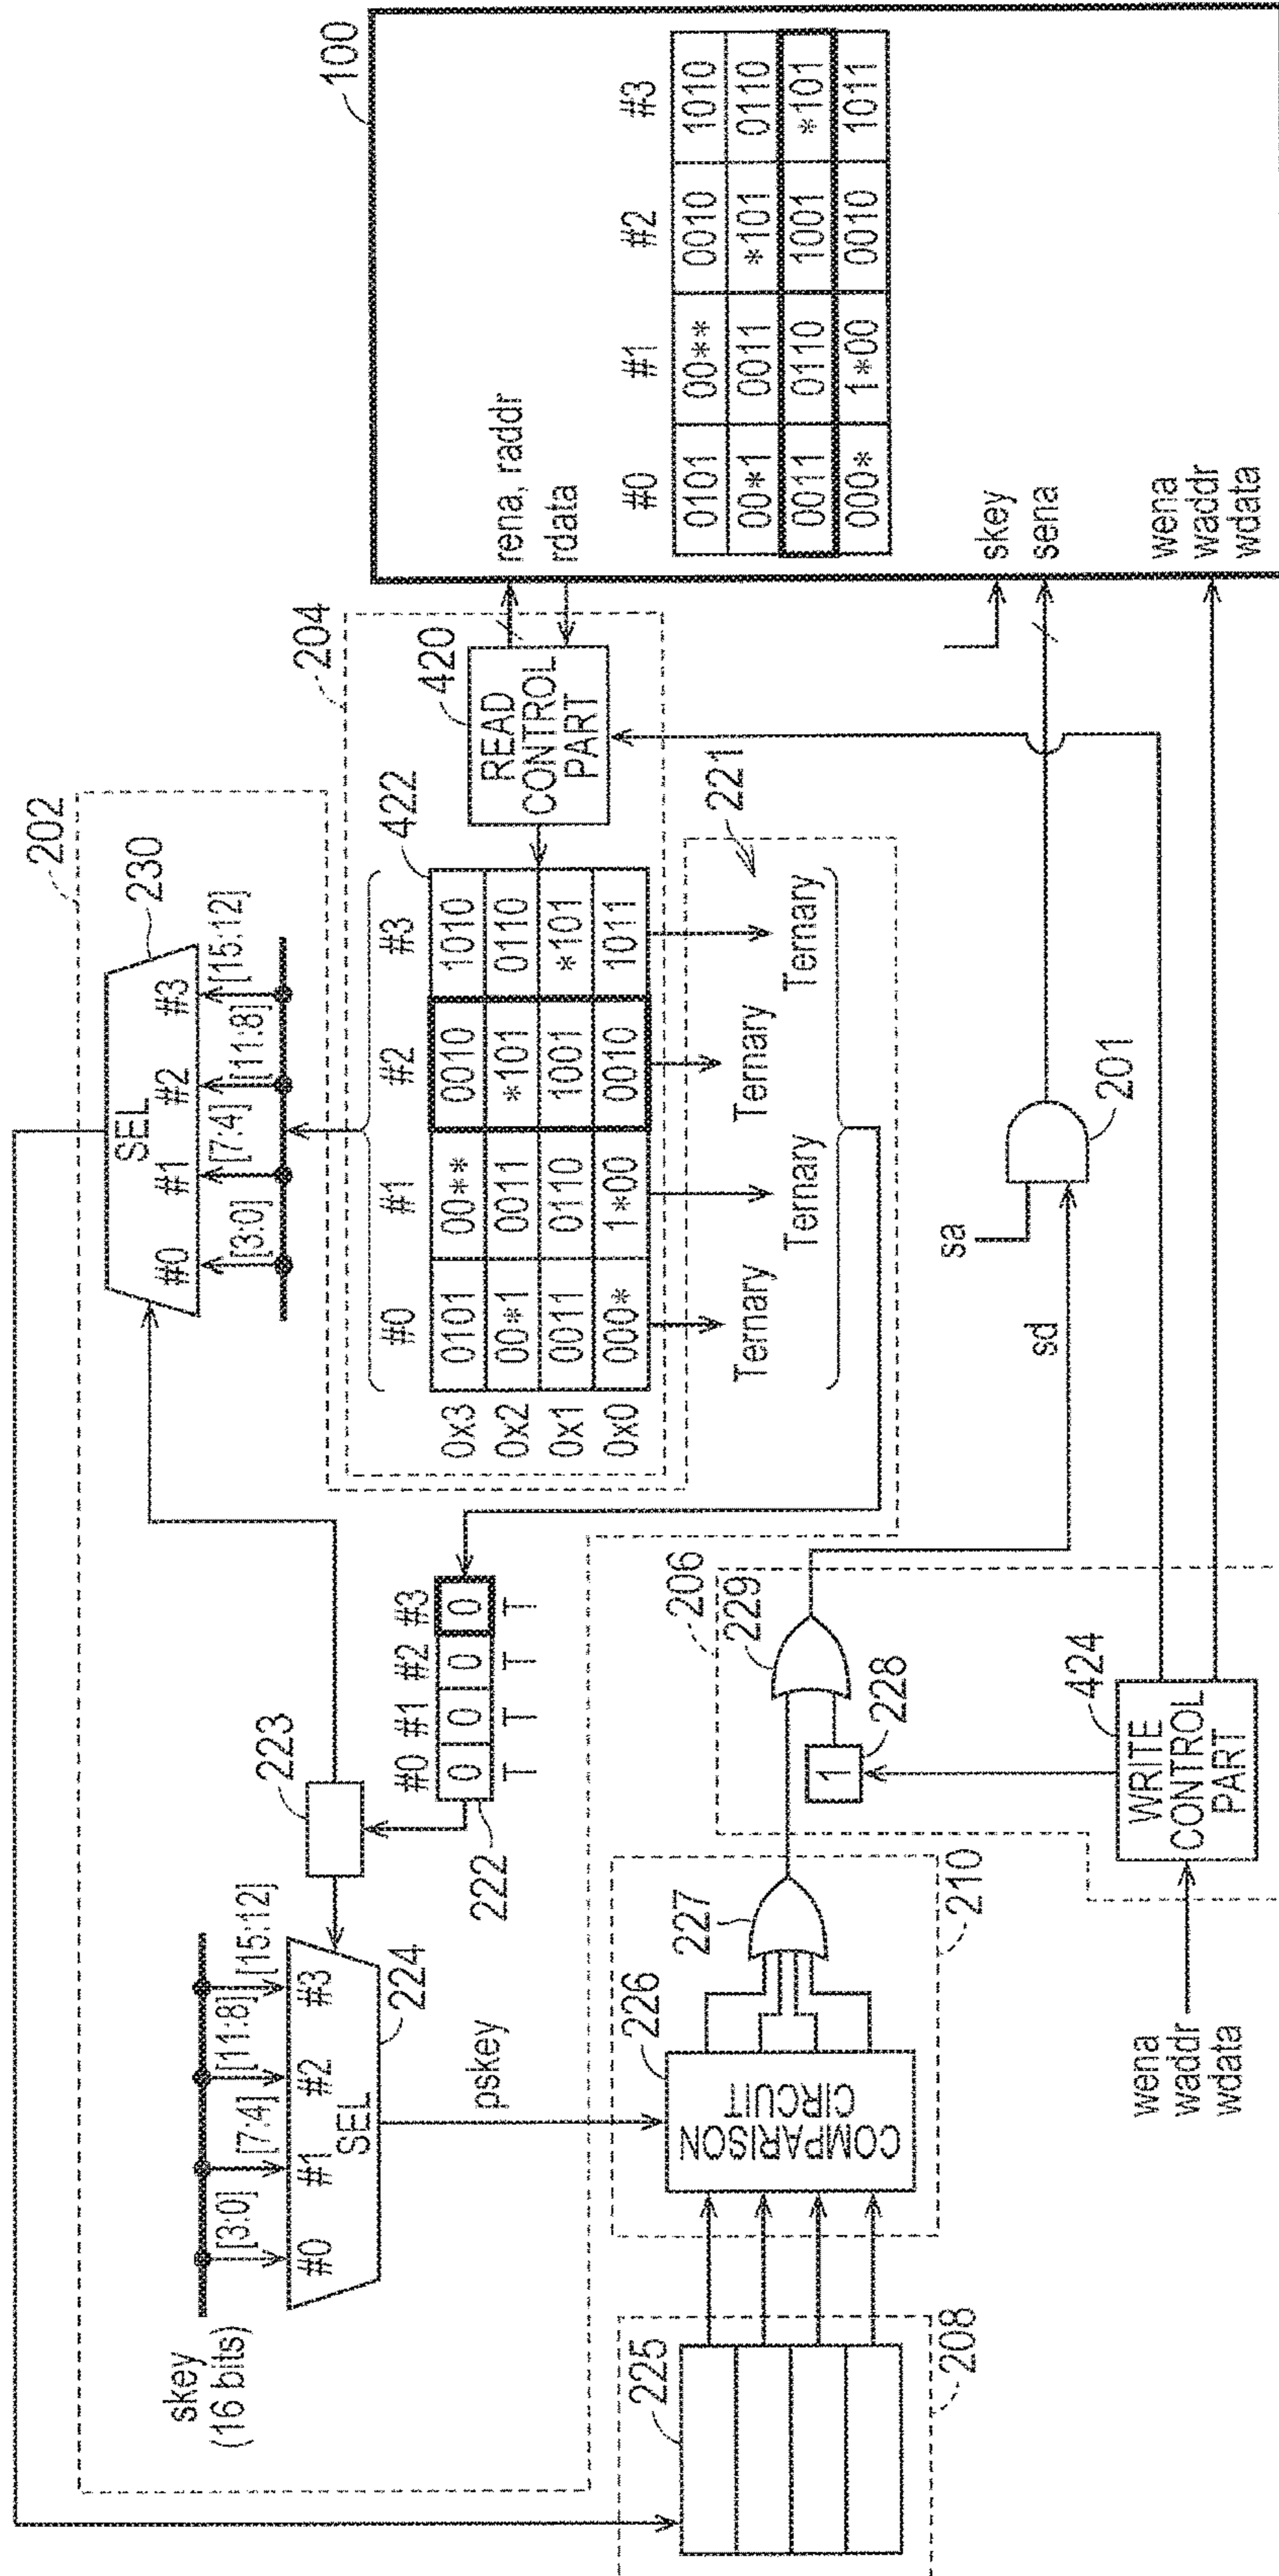 skey
(16 bits)
[3:0]
[7:4]
[11:8]
[15:12]
#0
#1
#2
#3
SEL
224
pskey
223
#0 #1 #2 #3
0 0 0 0
T T T T
222
202
230
SEL
#0
#1
#2
#3
[3:0]
[7:4]
[11:8]
[15:12]
204
422
#0 #1 #2 #3
0x3 0101 00** 0010 1010
0x2 00*1 0011 *101 0110
0x1 0011 0110 1001 *101
0x0 000* 1*00 0010 1011
420
READ
CONTROL
PART
221
Ternary
Ternary
Ternary
Ternary
100
rena, raddr
rdata
#0 #1 #2 #3
0101 00** 0010 1010
00*1 0011 *101 0110
0011 0110 1001 *101
000* 1*00 0010 1011
skey
sena
wena
waddr
wdata
225
208
226
COMPARISON
CIRCUIT
227
210
206
229
1
228
sa
sd
201
424
WRITE
CONTROL
PART
wena
waddr
wdata